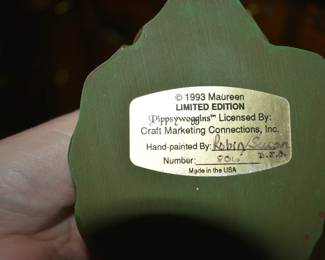 © 1993 Maureen
LIMITED EDITION
Pippsywoggins™ Licensed By:
Craft Marketing Connections, Inc.
Hand-painted By: Robin
Number:
Made in the USA